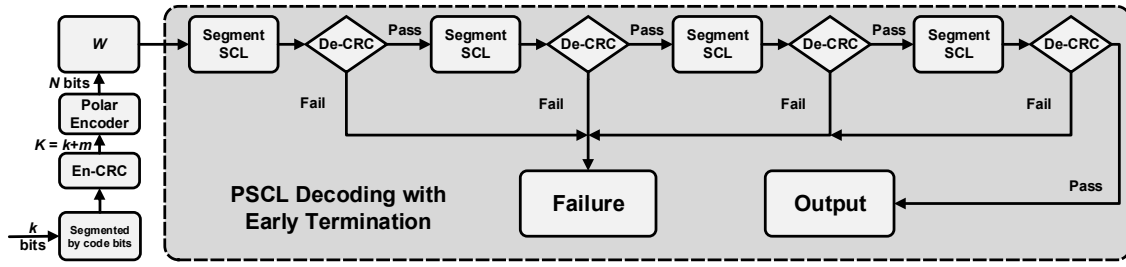 W
Segment
SCL
De-CRC
Pass
Segment
SCL
De-CRC
Pass
Segment
SCL
De-CRC
Pass
Segment
SCL
De-CRC
N bits
Fail
Fail
Fail
Fail
Polar
Encoder
K = k+m
En-CRC
PSCL Decoding with
Early Termination
Failure
Output
Pass
k
bits
Segmented
by code bits